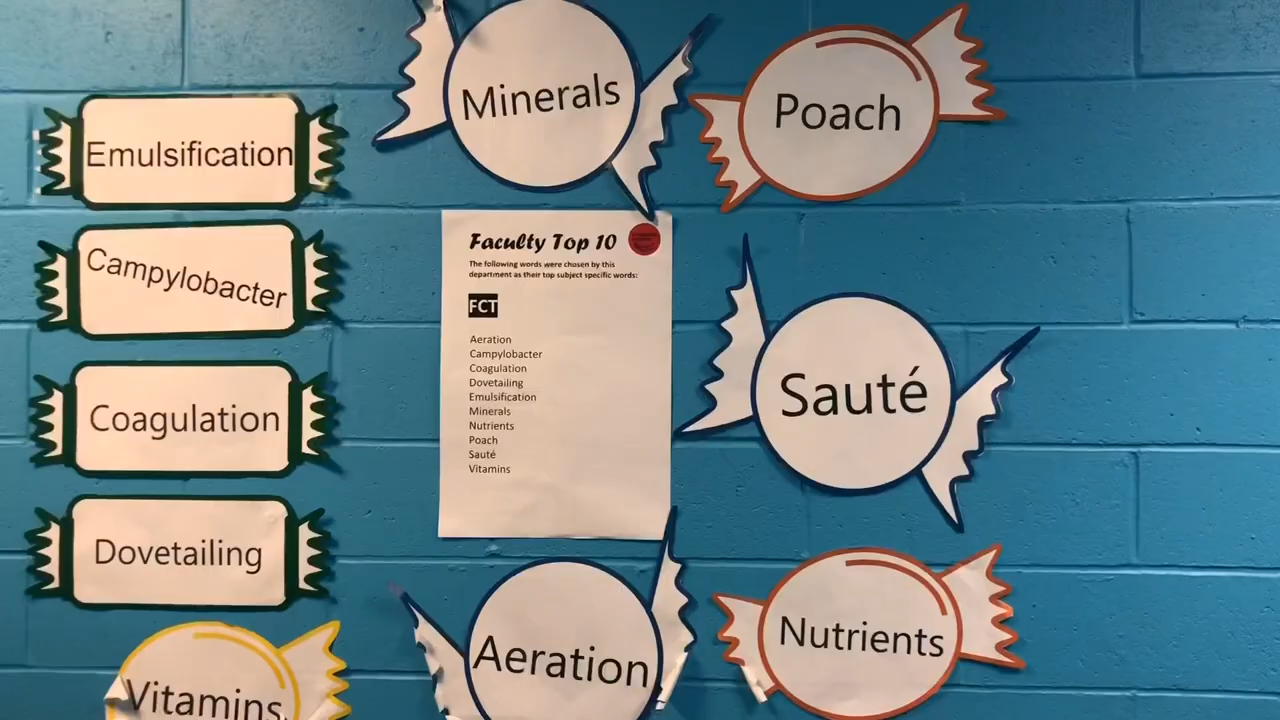 Minerals
Poach
Emulsification
Campylobacter
Coagulation
Dovetailing
Vitamins
Faculty Top 10
The following words were chosen by this
department as their top subject specific words:
FCT
Aeration
Campylobacter
Coagulation
Dovetailing
Emulsification
Minerals
Nutrients
Poach
Sauté
Vitamins
Sauté
Aeration
Nutrients